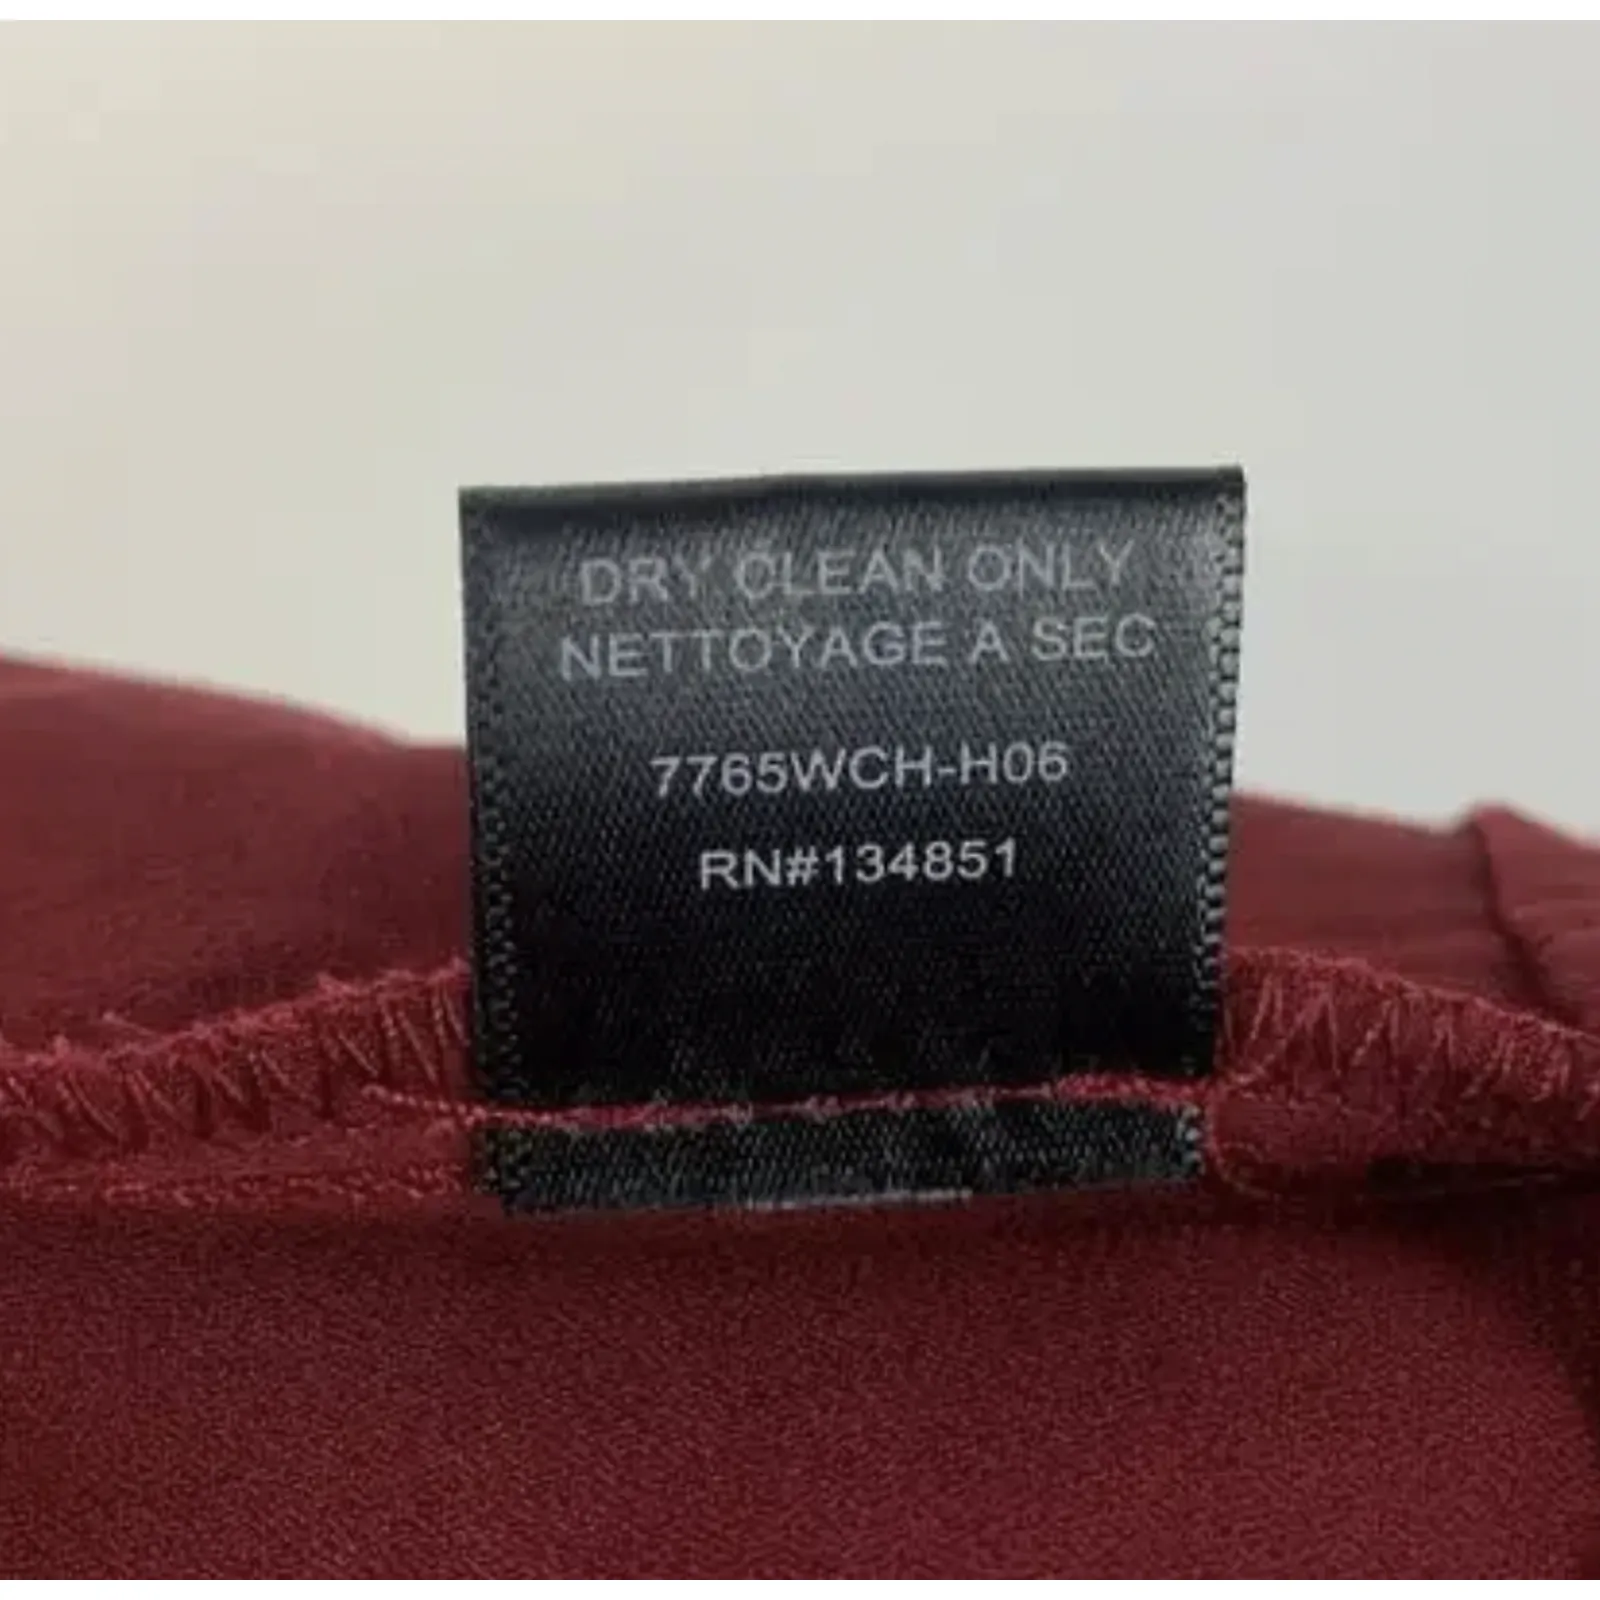 DRY CLEAN ONLY
NETTOYAGE A SEC
7765WCH-H06
RN#134851